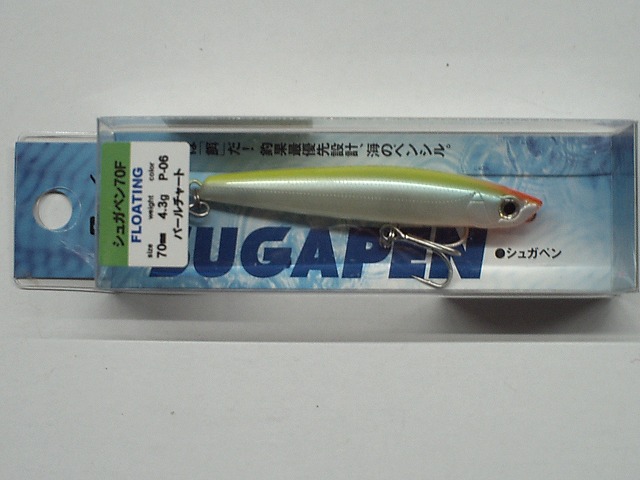 シュガペン70F
FLOATING
size weight color
70mm 4.3g P-06
パールチャート
「餌」だ! 釣果最優先設計、海のペンシル。
SUGAPEN
●シュガペン